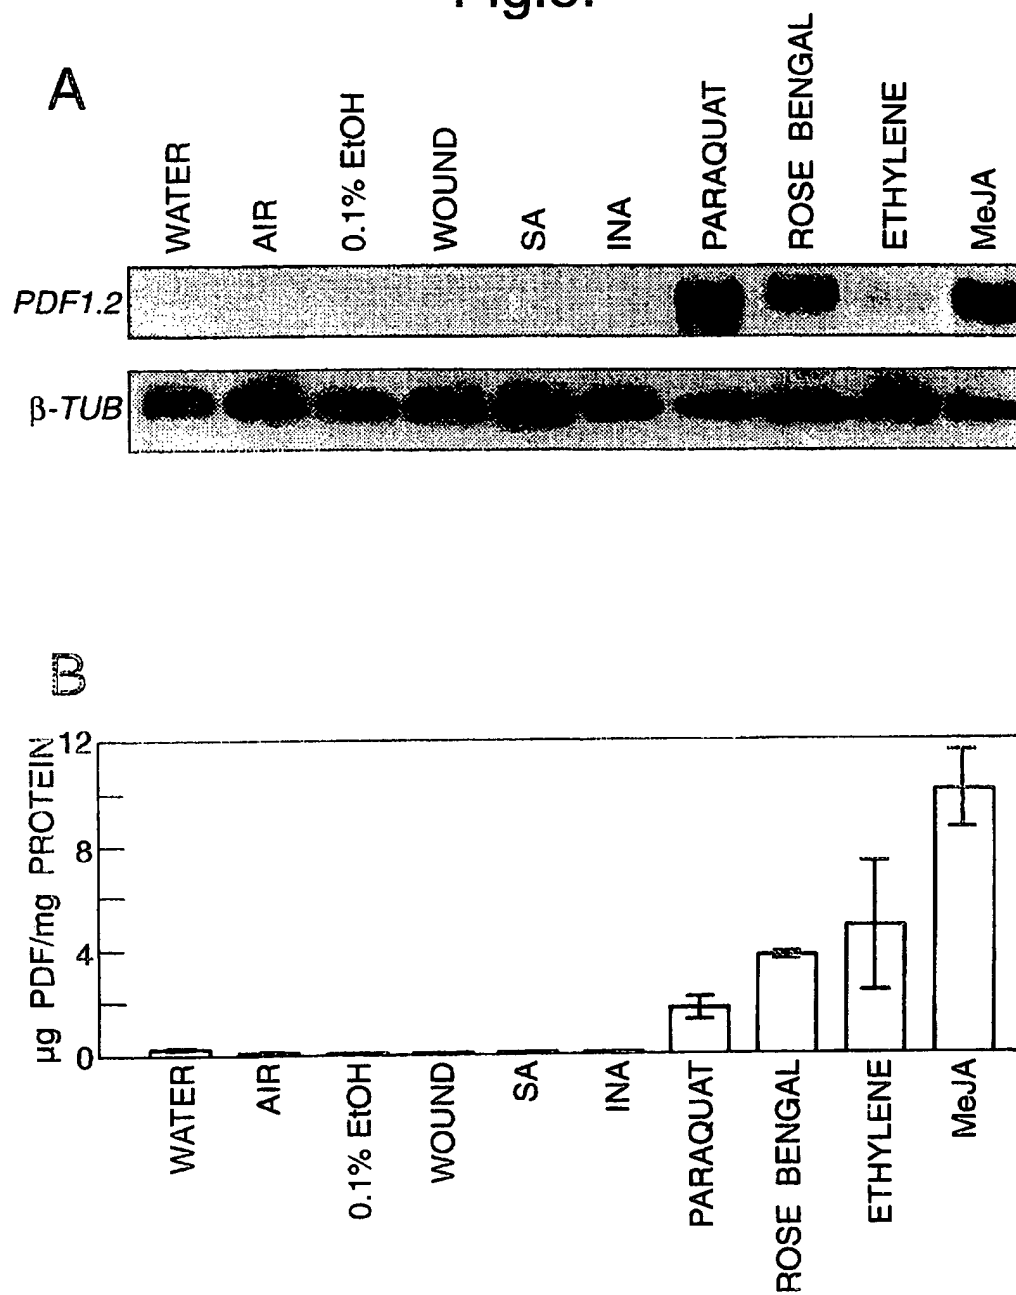 A
WATER
AIR
0.1% EtOH
WOUND
SA
INA
PARAQUAT
ROSE BENGAL
ETHYLENE
MeJA
PDF1.2
β-TUB
B
µg PDF/mg PROTEIN
12
8
4
0
WATER
AIR
0.1% EtOH
WOUND
SA
INA
PARAQUAT
ROSE BENGAL
ETHYLENE
MeJA